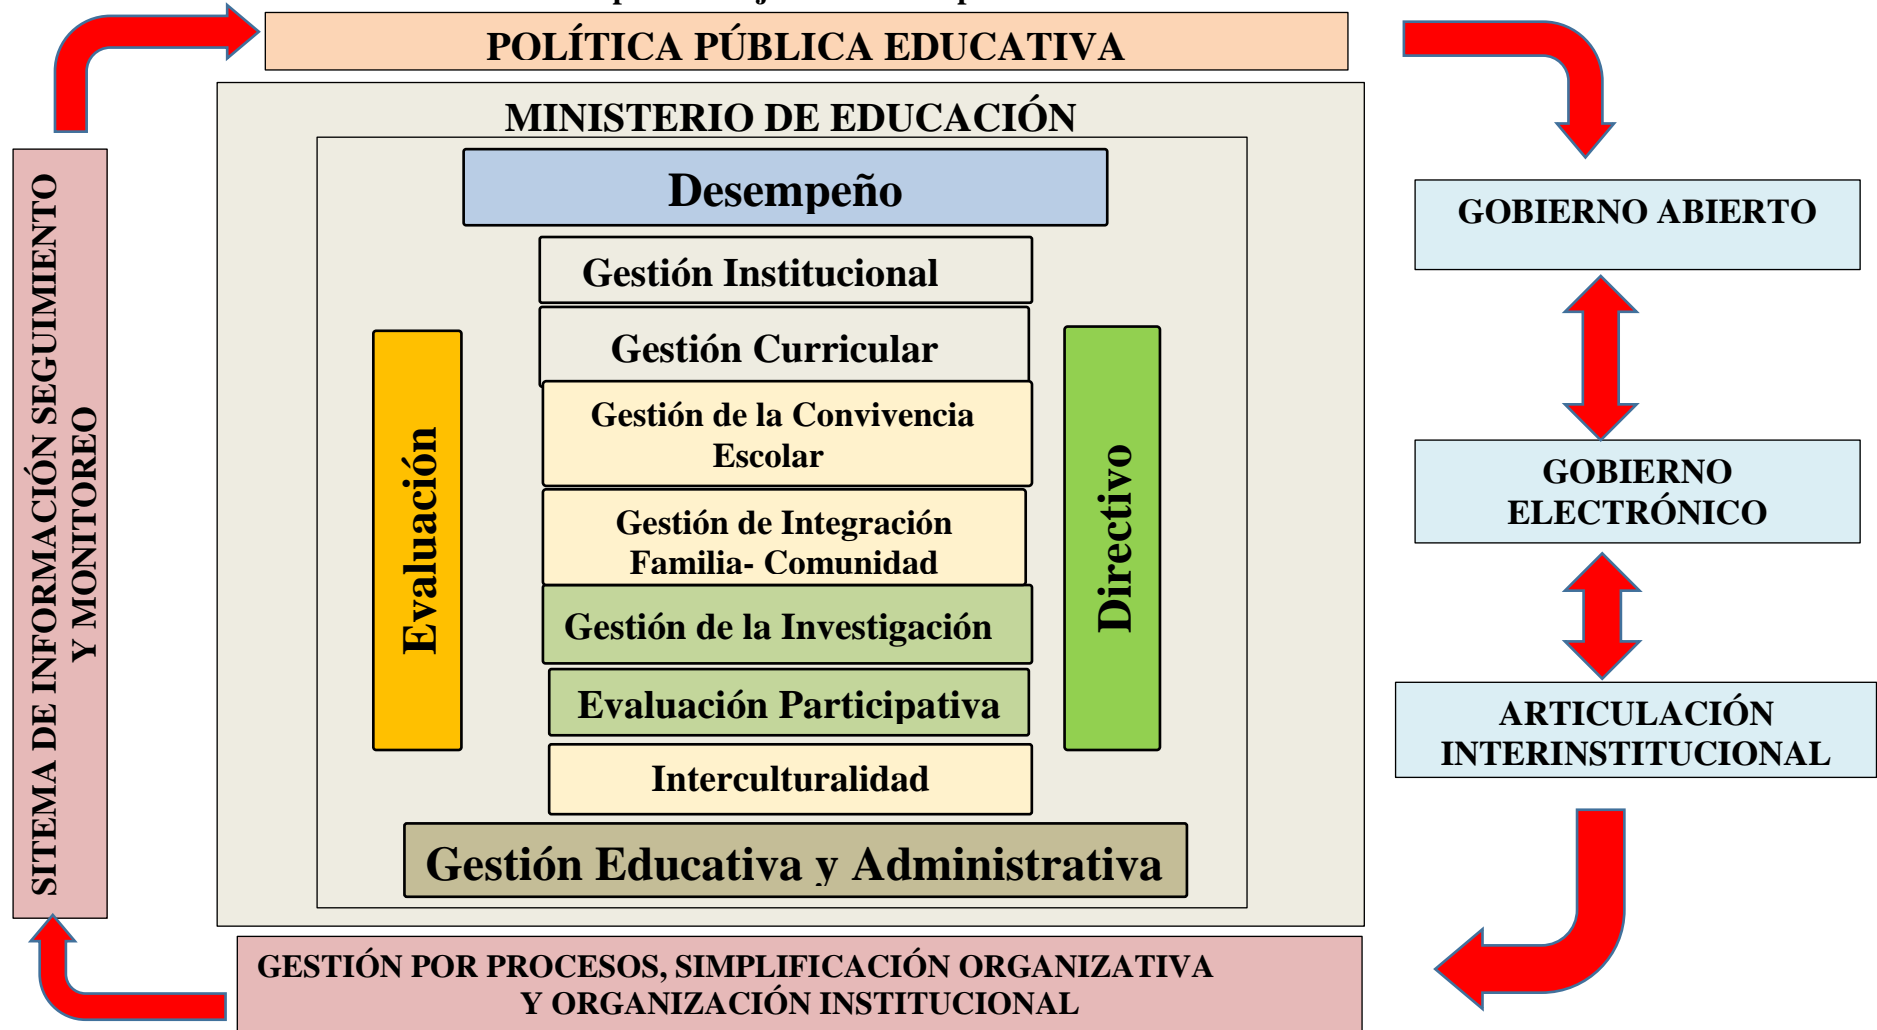 POLÍTICA PÚBLICA EDUCATIVA
MINISTERIO DE EDUCACIÓN
Desempeño
Gestión Institucional
Gestión Curricular
Gestión de la Convivencia
Escolar
Gestión de Integración
Familia- Comunidad
Gestión de la Investigación
Evaluación Participativa
Interculturalidad
Gestión Educativa y Administrativa
Evaluación
Directivo
SITEMA DE INFORMACIÓN SEGUIMIENTO
Y MONITOREO
GOBIERNO ABIERTO
GOBIERNO
ELECTRÓNICO
ARTICULACIÓN
INTERINSTITUCIONAL
GESTIÓN POR PROCESOS, SIMPLIFICACIÓN ORGANIZATIVA
Y ORGANIZACIÓN INSTITUCIONAL